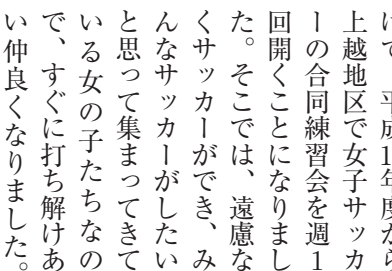 年度から
上越地区で女子サッカ
ーの合同練習会を週1
回開くことになりまし
た。そこでは、遠慮な
くサッカーができ、み
んなサッカーがしたい
と思って集まってきて
いる女の子たちなの
で、すぐに打ち解けあ
い仲良くなりました。